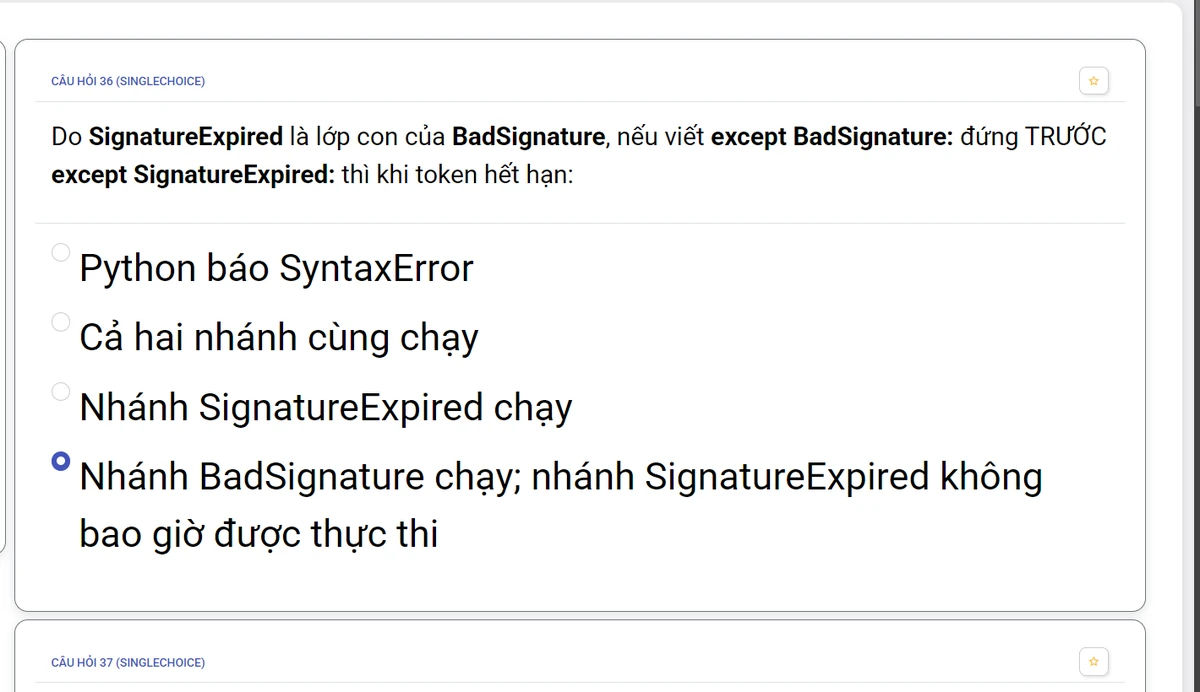 CÂU HỎI 36 (SINGLECHOICE)
Do SignatureExpired là lớp con của BadSignature, nếu viết except BadSignature: đứng TRƯỚC
except SignatureExpired: thì khi token hết hạn:
Python báo SyntaxError
Cả hai nhánh cùng chạy
Nhánh SignatureExpired chạy
Nhánh BadSignature chạy; nhánh SignatureExpired không
bao giờ được thực thi
CÂU HỎI 37 (SINGLECHOICE)